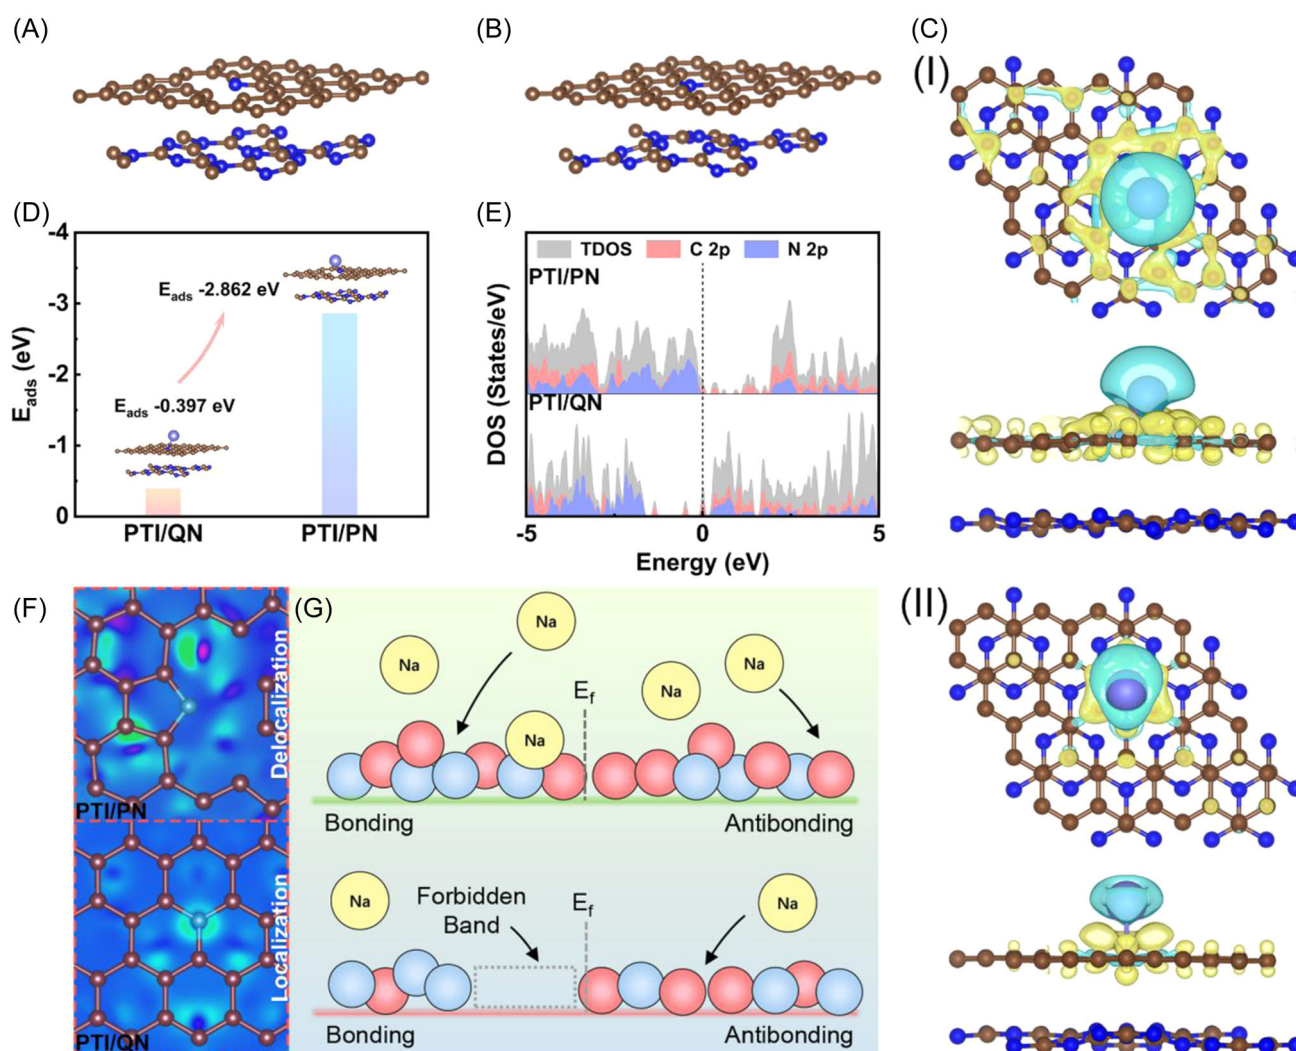 (A)
(B)
(C)
(I)
(D)
-4
-3
-2
-1
0
E_ads (eV)
E_ads -2.862 eV
E_ads -0.397 eV
PTI/QN
PTI/PN
(E)
TDOS
C 2p
N 2p
PTI/PN
PTI/QN
DOS (States/eV)
-5
0
5
Energy (eV)
(II)
(F)
Delocalization
PTI/PN
Localization
PTI/QN
(G)
Na
Na
Na
Na
Na
E_f
Bonding
Antibonding
Na
Forbidden
Band
E_f
Na
Bonding
Antibonding